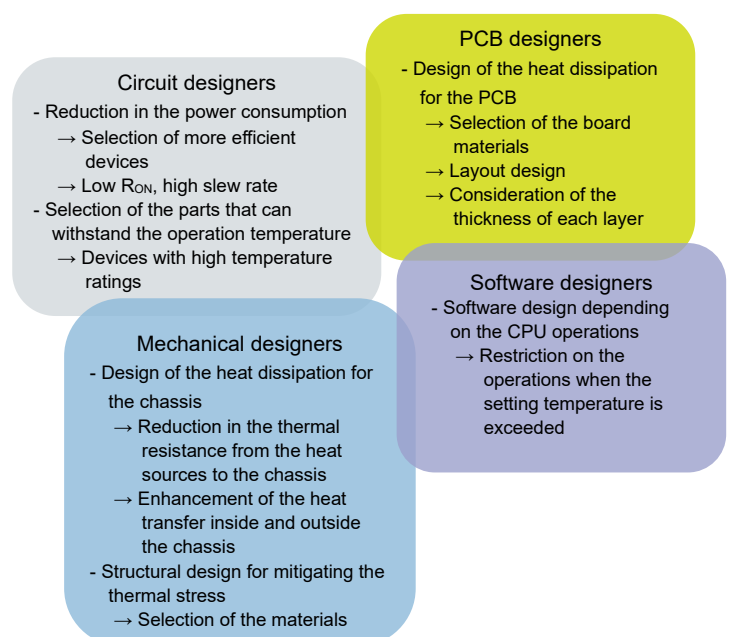 Circuit designers
- Reduction in the power consumption
→ Selection of more efficient
devices
→ Low RON, high slew rate
- Selection of the parts that can
withstand the operation temperature
→ Devices with high temperature
ratings
PCB designers
- Design of the heat dissipation
for the PCB
→ Selection of the board
materials
→ Layout design
→ Consideration of the
thickness of each layer
Mechanical designers
- Design of the heat dissipation for
the chassis
→ Reduction in the thermal
resistance from the heat
sources to the chassis
→ Enhancement of the heat
transfer inside and outside
the chassis
- Structural design for mitigating the
thermal stress
→ Selection of the materials
Software designers
- Software design depending
on the CPU operations
→ Restriction on the
operations when the
setting temperature is
exceeded